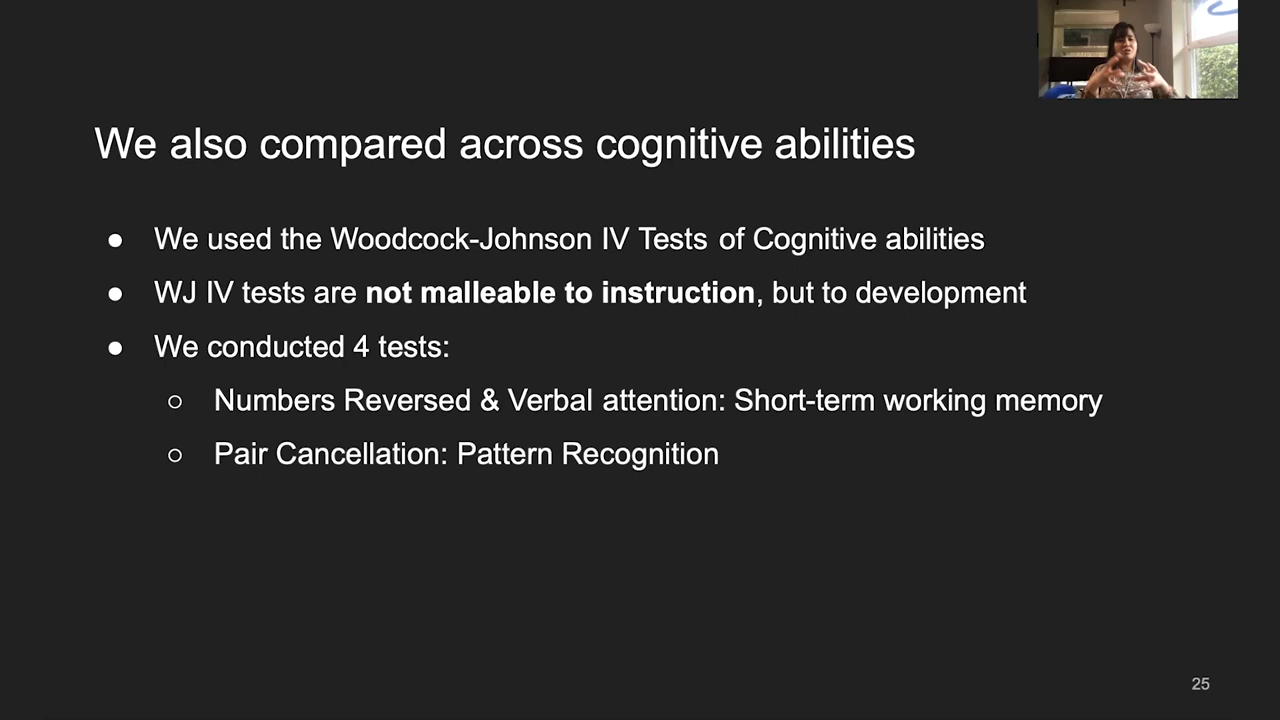 We also compared across cognitive abilities
● We used the Woodcock-Johnson IV Tests of Cognitive abilities
● WJ IV tests are not malleable to instruction, but to development
● We conducted 4 tests:
○ Numbers Reversed & Verbal attention: Short-term working memory
○ Pair Cancellation: Pattern Recognition
25